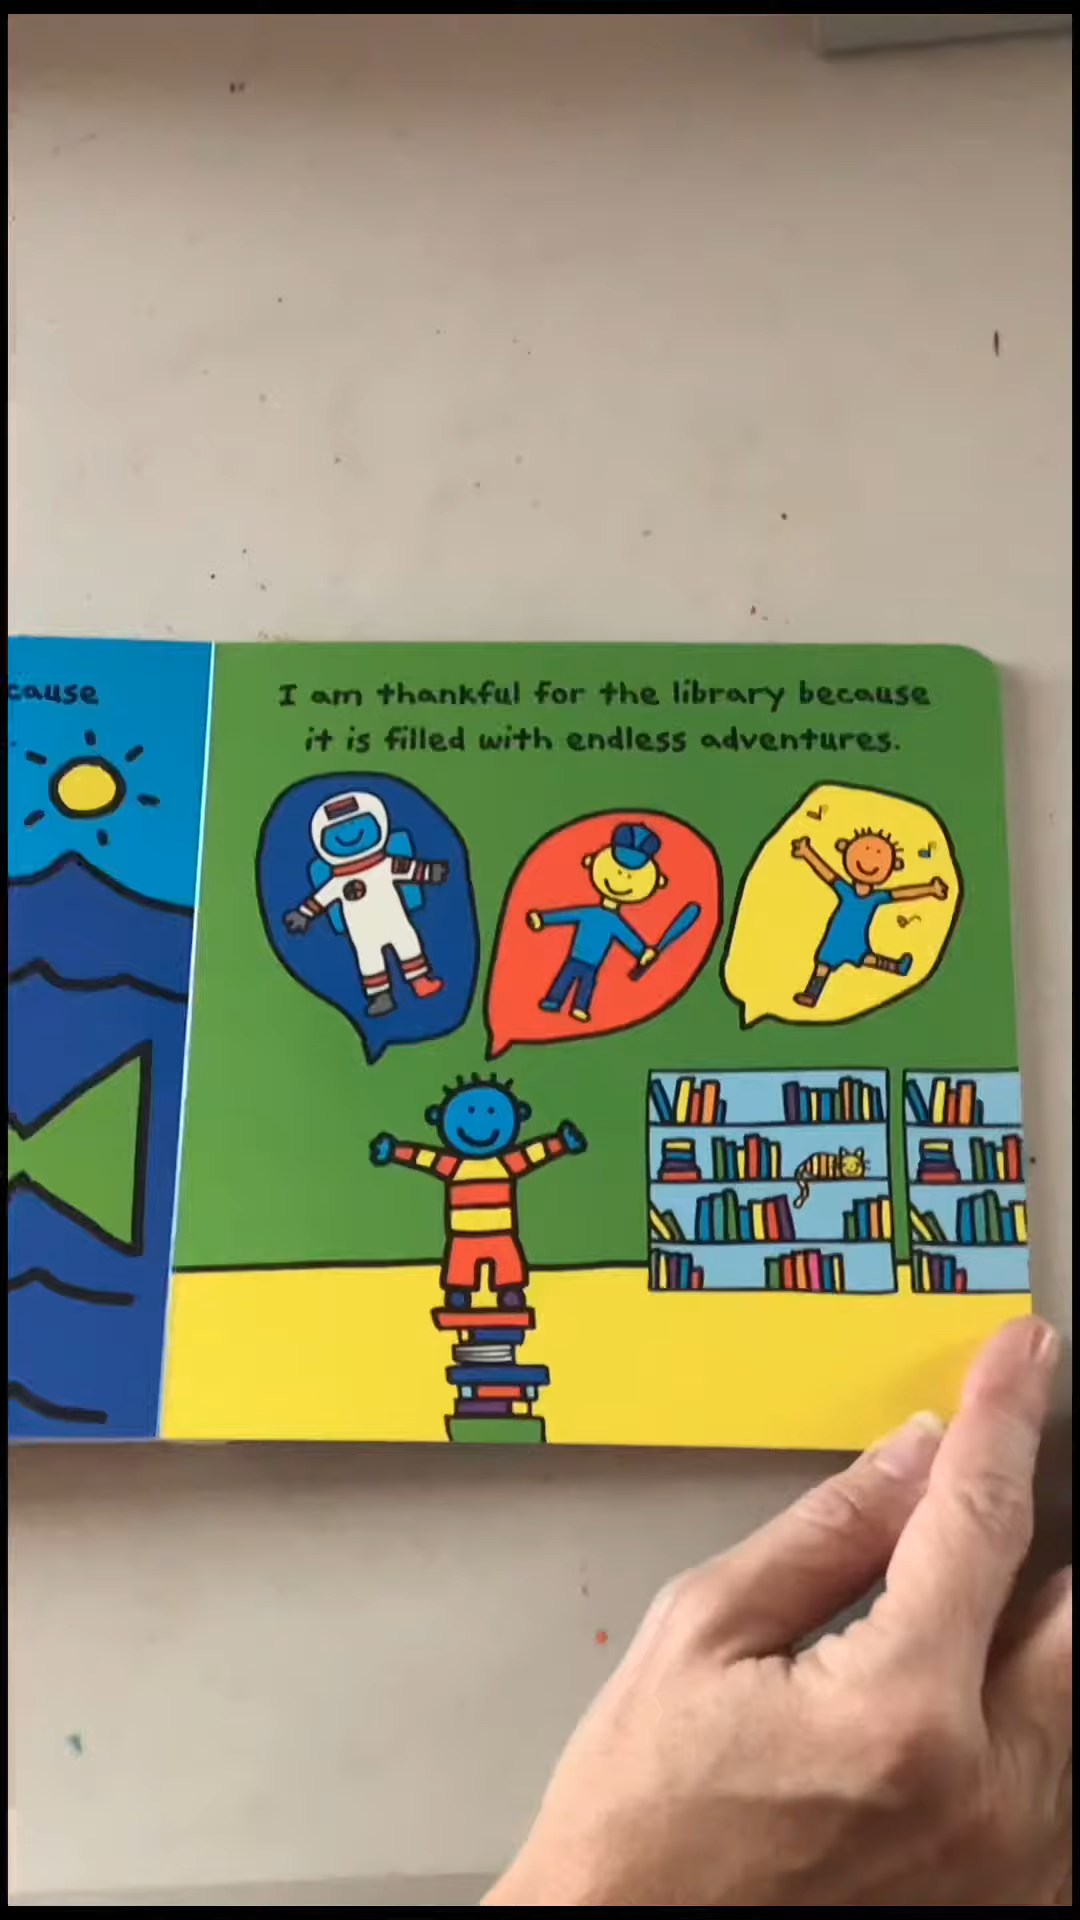 cause
I am thankful for the library because
it is filled with endless adventures.